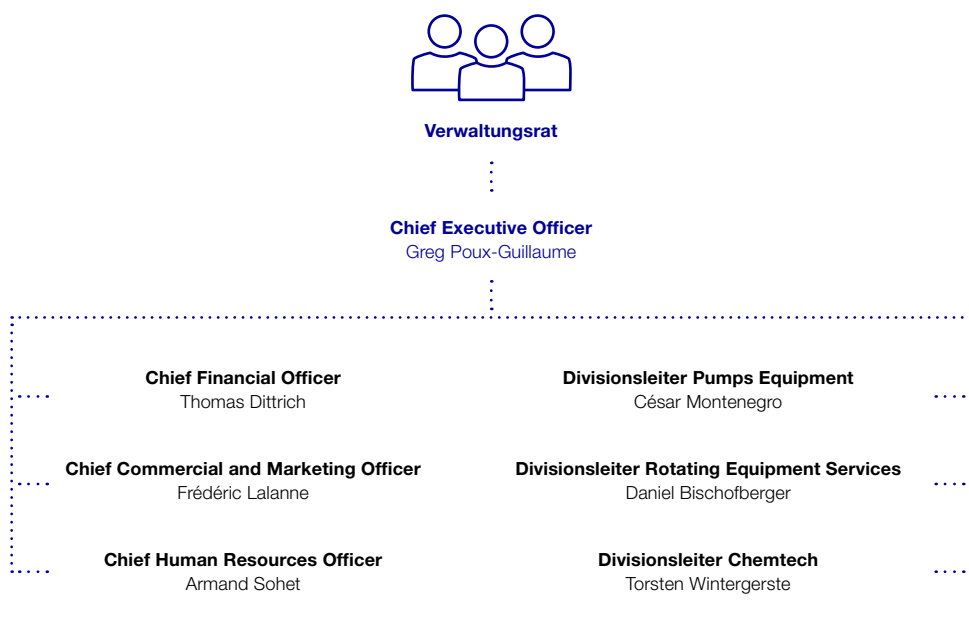 Verwaltungsrat
Chief Executive Officer
Greg Poux-Guillaume
Chief Financial Officer
Thomas Dittrich
Divisionsleiter Pumps Equipment
César Montenegro
Chief Commercial and Marketing Officer
Frédéric Lalanne
Divisionsleiter Rotating Equipment Services
Daniel Bischofberger
Chief Human Resources Officer
Armand Sohet
Divisionsleiter Chemtech
Torsten Wintergerste